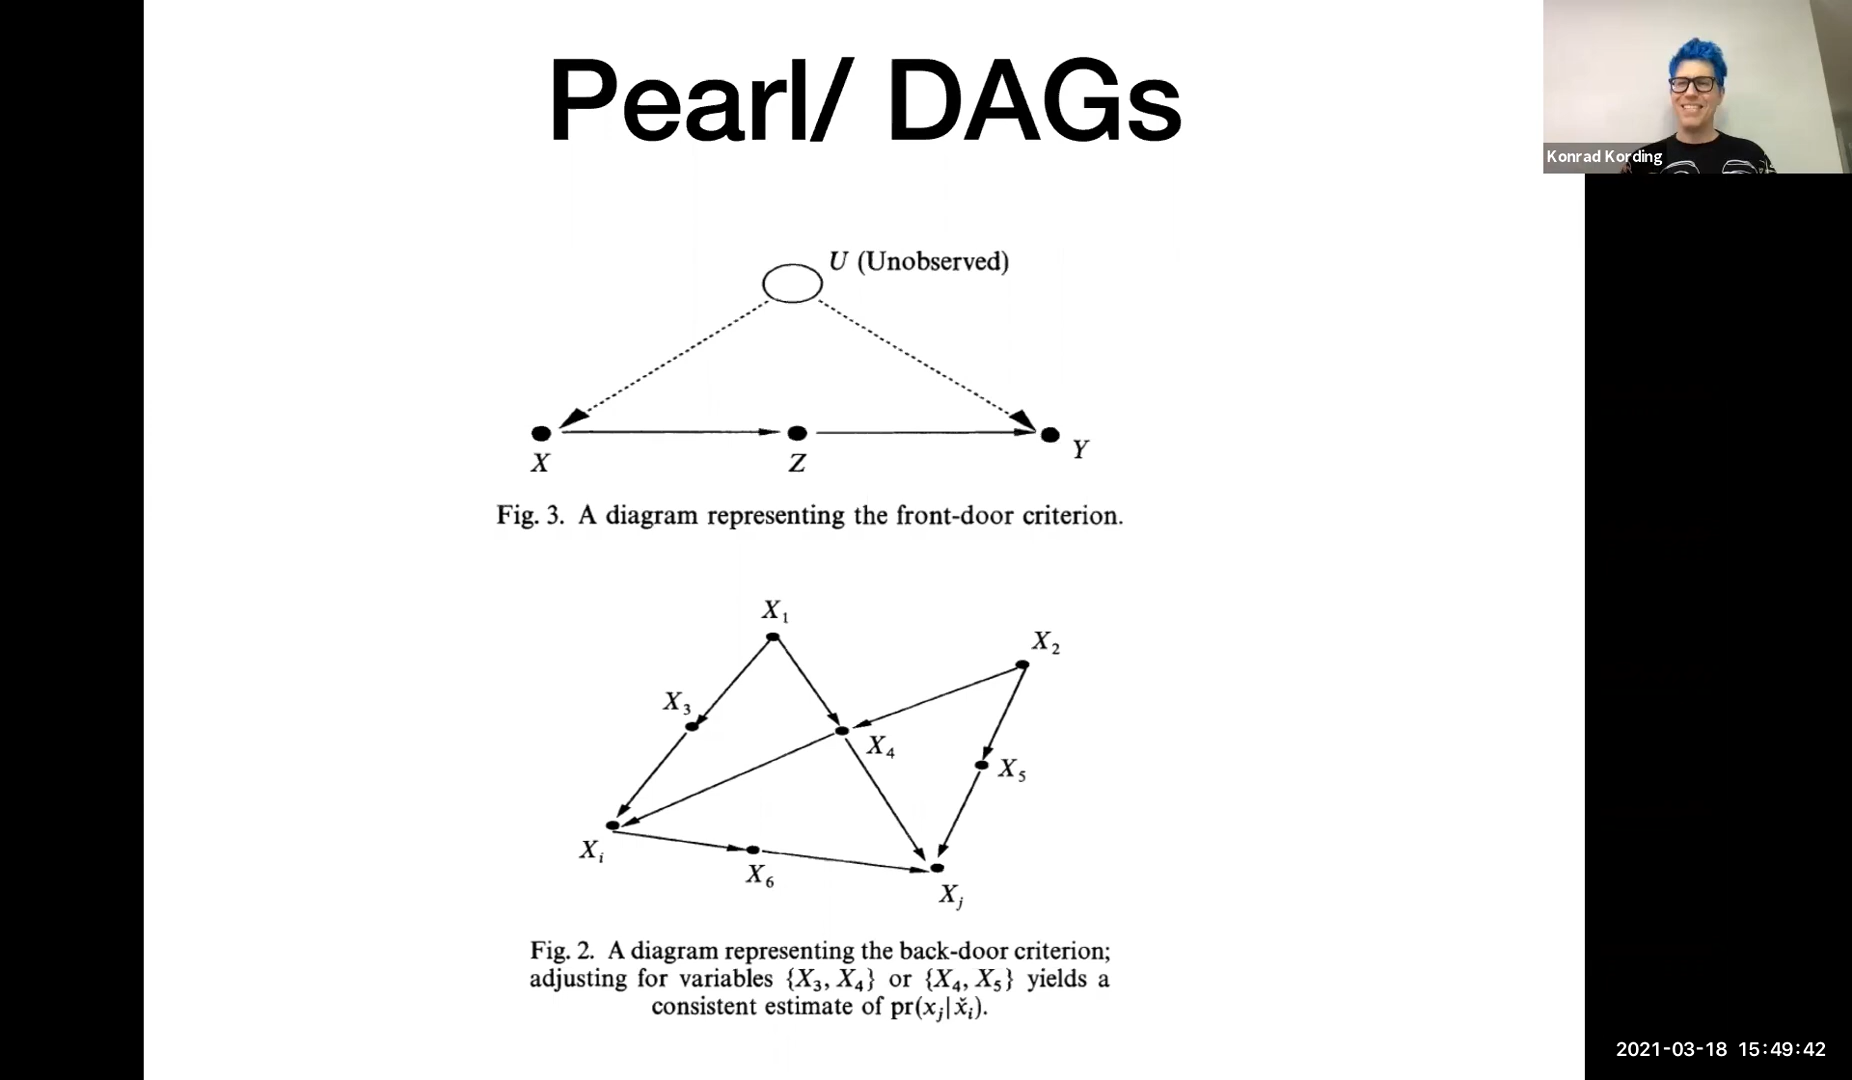 Pearl/ DAGs
Konrad Kording
U (Unobserved)
X
Z
Y
Fig. 3. A diagram representing the front-door criterion.
X₁
X₂
X₃
X₄
X₅
Xᵢ
X₆
Xⱼ
Fig. 2. A diagram representing the back-door criterion;
adjusting for variables {X₃, X₄} or {X₄, X₅} yields a
consistent estimate of pr(xⱼ|x̌ᵢ).
2021-03-18 15:49:42